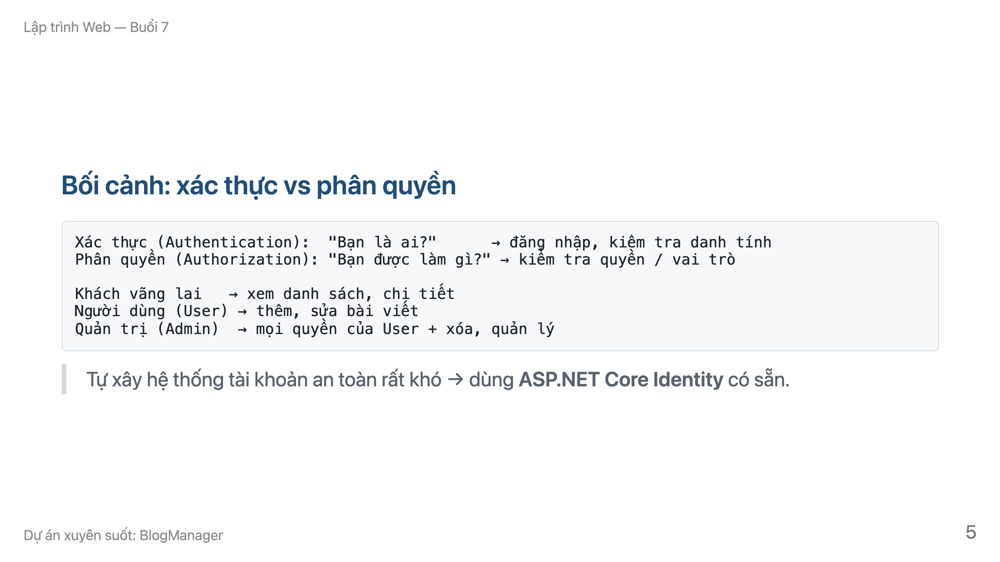 Lập trình Web — Buổi 7
Bối cảnh: xác thực vs phân quyền
Xác thực (Authentication):  "Bạn là ai?"      → đăng nhập, kiểm tra danh tính
Phân quyền (Authorization): "Bạn được làm gì?" → kiểm tra quyền / vai trò
Khách vãng lai   → xem danh sách, chi tiết
Người dùng (User) → thêm, sửa bài viết
Quản trị (Admin)  → mọi quyền của User + xóa, quản lý
Tự xây hệ thống tài khoản an toàn rất khó → dùng ASP.NET Core Identity có sẵn.
Dự án xuyên suốt: BlogManager
5